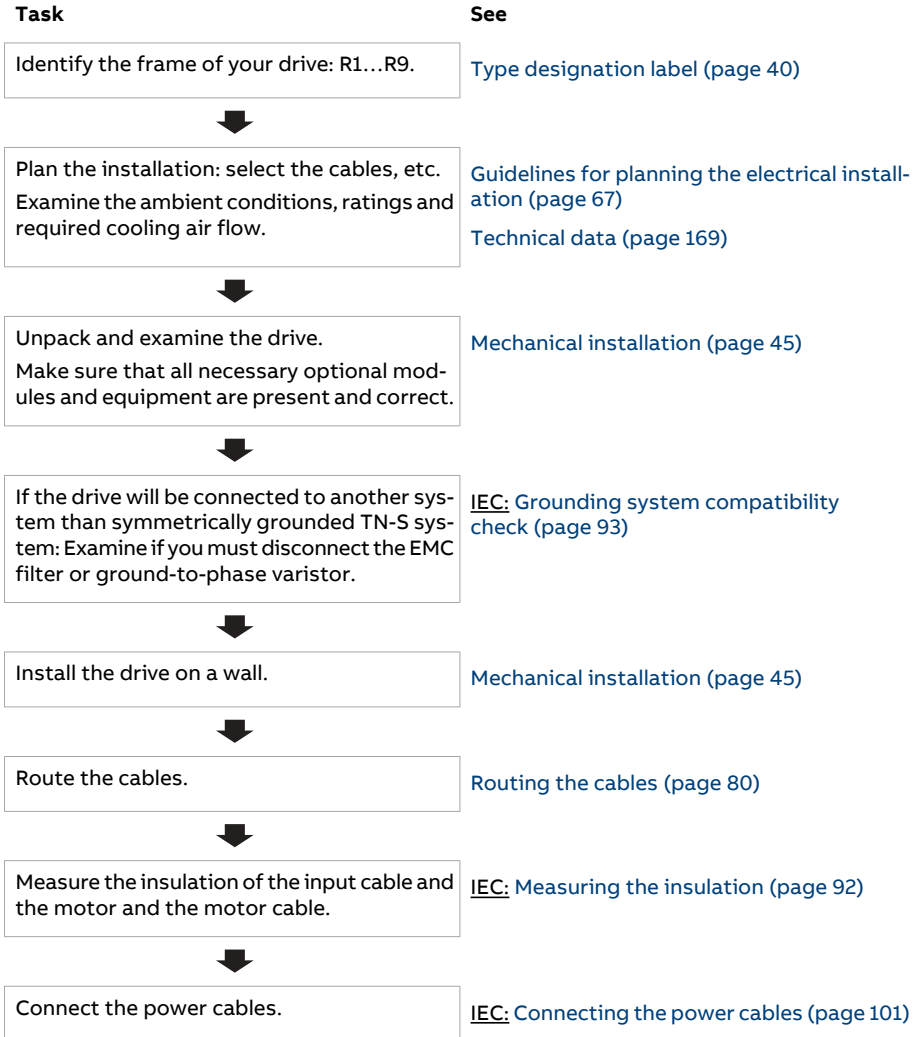 Task See
Identify the frame of your drive: R1…R9.
Type designation label (page 40)
Plan the installation: select the cables, etc.
Examine the ambient conditions, ratings and
required cooling air flow.
Guidelines for planning the electrical install-
ation (page 67)
Technical data (page 169)
Unpack and examine the drive.
Make sure that all necessary optional mod-
ules and equipment are present and correct.
Mechanical installation (page 45)
If the drive will be connected to another sys-
tem than symmetrically grounded TN-S sys-
tem: Examine if you must disconnect the EMC
filter or ground-to-phase varistor.
IEC: Grounding system compatibility
check (page 93)
Install the drive on a wall.
Mechanical installation (page 45)
Route the cables.
Routing the cables (page 80)
Measure the insulation of the input cable and
the motor and the motor cable.
IEC: Measuring the insulation (page 92)
Connect the power cables.
IEC: Connecting the power cables (page 101)